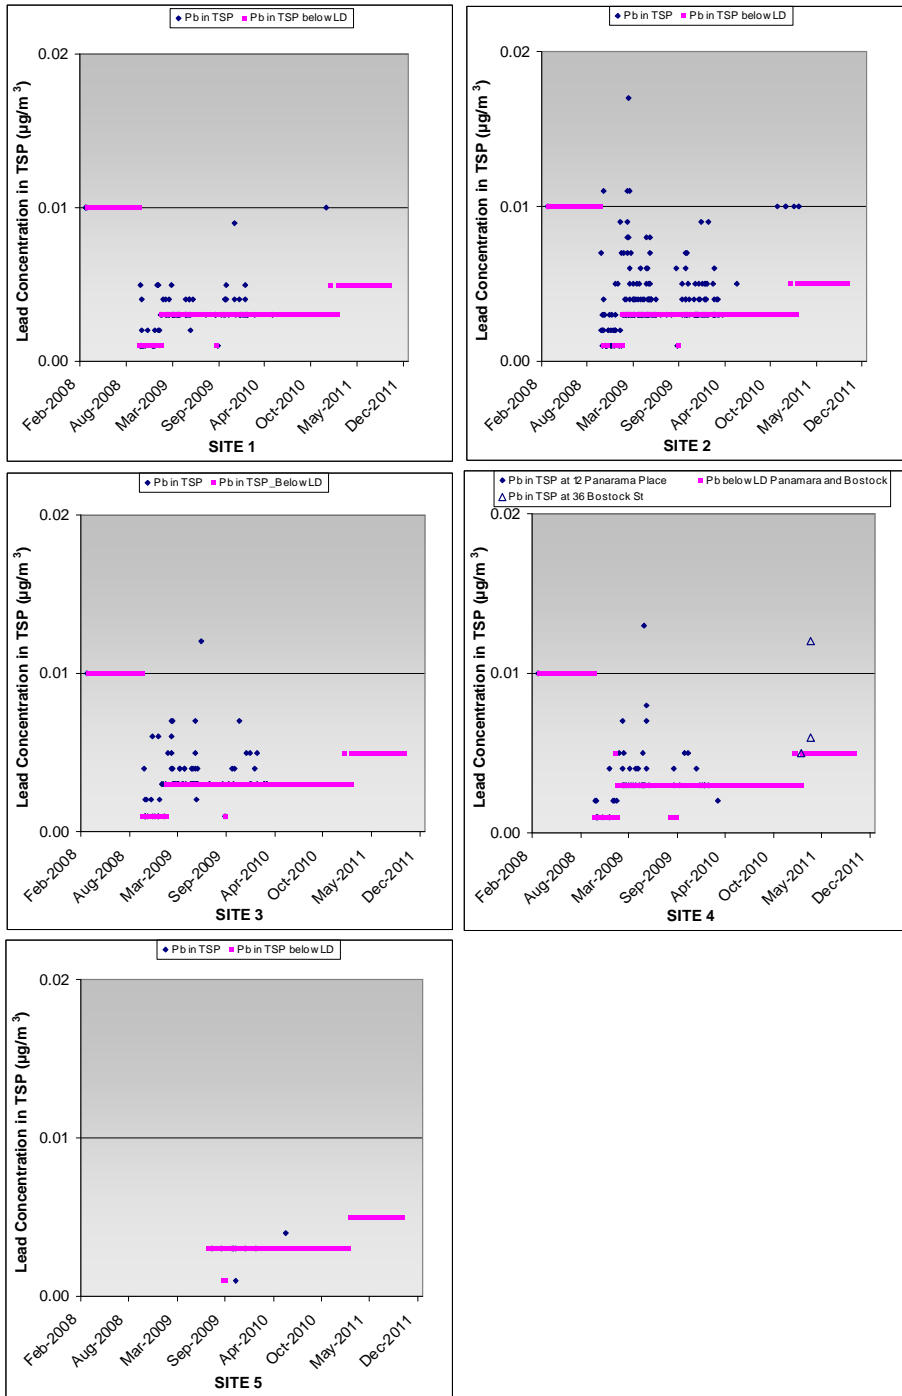 Pb in TSP Pb in TSP below LD
Lead Concentration in TSP (µg/m³)
0.02
0.01
0.00
Feb-2008
Aug-2008
Mar-2009
Sep-2009
Apr-2010
Oct-2010
May-2011
Dec-2011
SITE 1
Pb in TSP Pb in TSP below LD
Lead Concentration in TSP (µg/m³)
0.02
0.01
0.00
Feb-2008
Aug-2008
Mar-2009
Sep-2009
Apr-2010
Oct-2010
May-2011
Dec-2011
SITE 2
Pb in TSP Pb in TSP_Below LD
Lead Concentration in TSP (µg/m³)
0.02
0.01
0.00
Feb-2008
Aug-2008
Mar-2009
Sep-2009
Apr-2010
Oct-2010
May-2011
Dec-2011
SITE 3
Pb in TSP at 12 Panarama Place Pb below LD Panamara and Bostock
Pb in TSP at 36 Bostock St
Lead Concentration in TSP (µg/m³)
0.02
0.01
0.00
Feb-2008
Aug-2008
Mar-2009
Sep-2009
Apr-2010
Oct-2010
May-2011
Dec-2011
SITE 4
Pb in TSP Pb in TSP below LD
Lead Concentration in TSP (µg/m³)
0.02
0.01
0.00
Feb-2008
Aug-2008
Mar-2009
Sep-2009
Apr-2010
Oct-2010
May-2011
Dec-2011
SITE 5